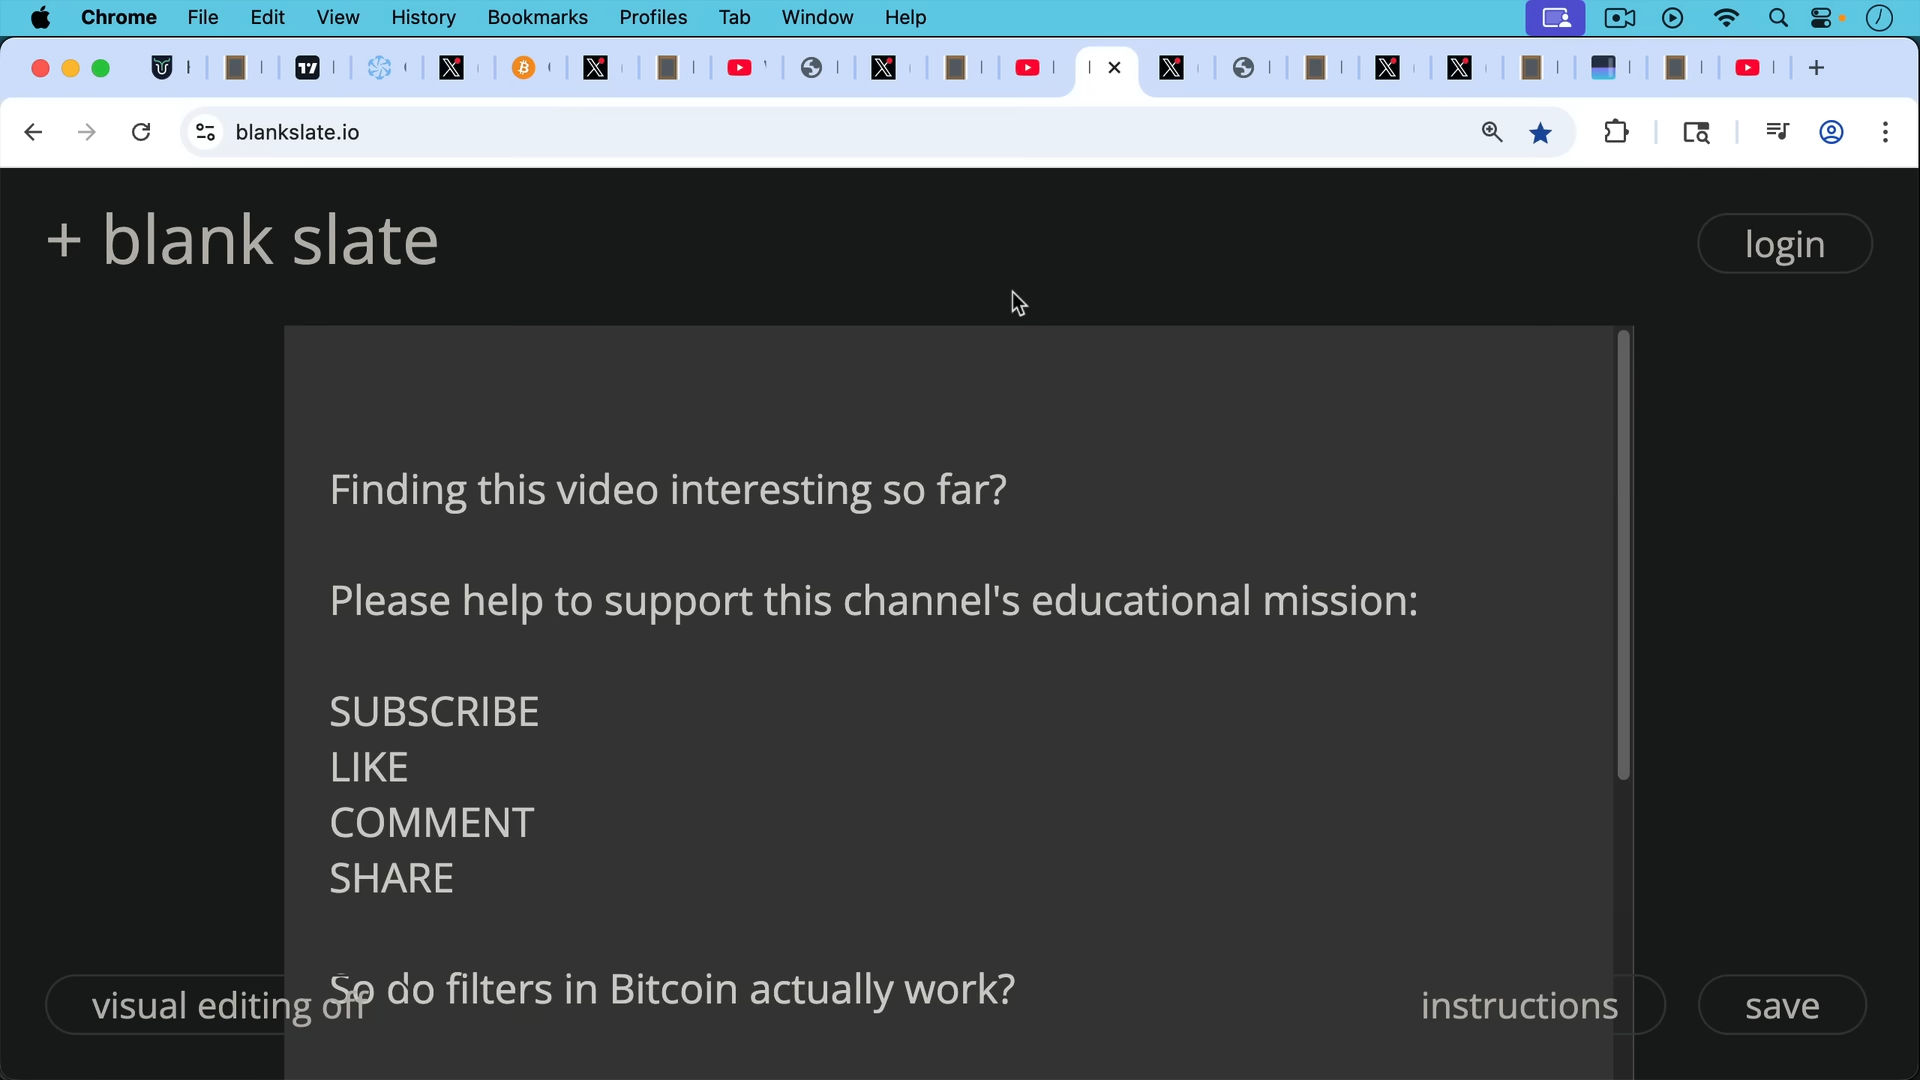 Chrome File Edit View History Bookmarks Profiles Tab Window Help
blankslate.io
+ blank slate
login
Finding this video interesting so far?
Please help to support this channel's educational mission:
SUBSCRIBE
LIKE
COMMENT
SHARE
So do filters in Bitcoin actually work?
visual editing off
instructions
save